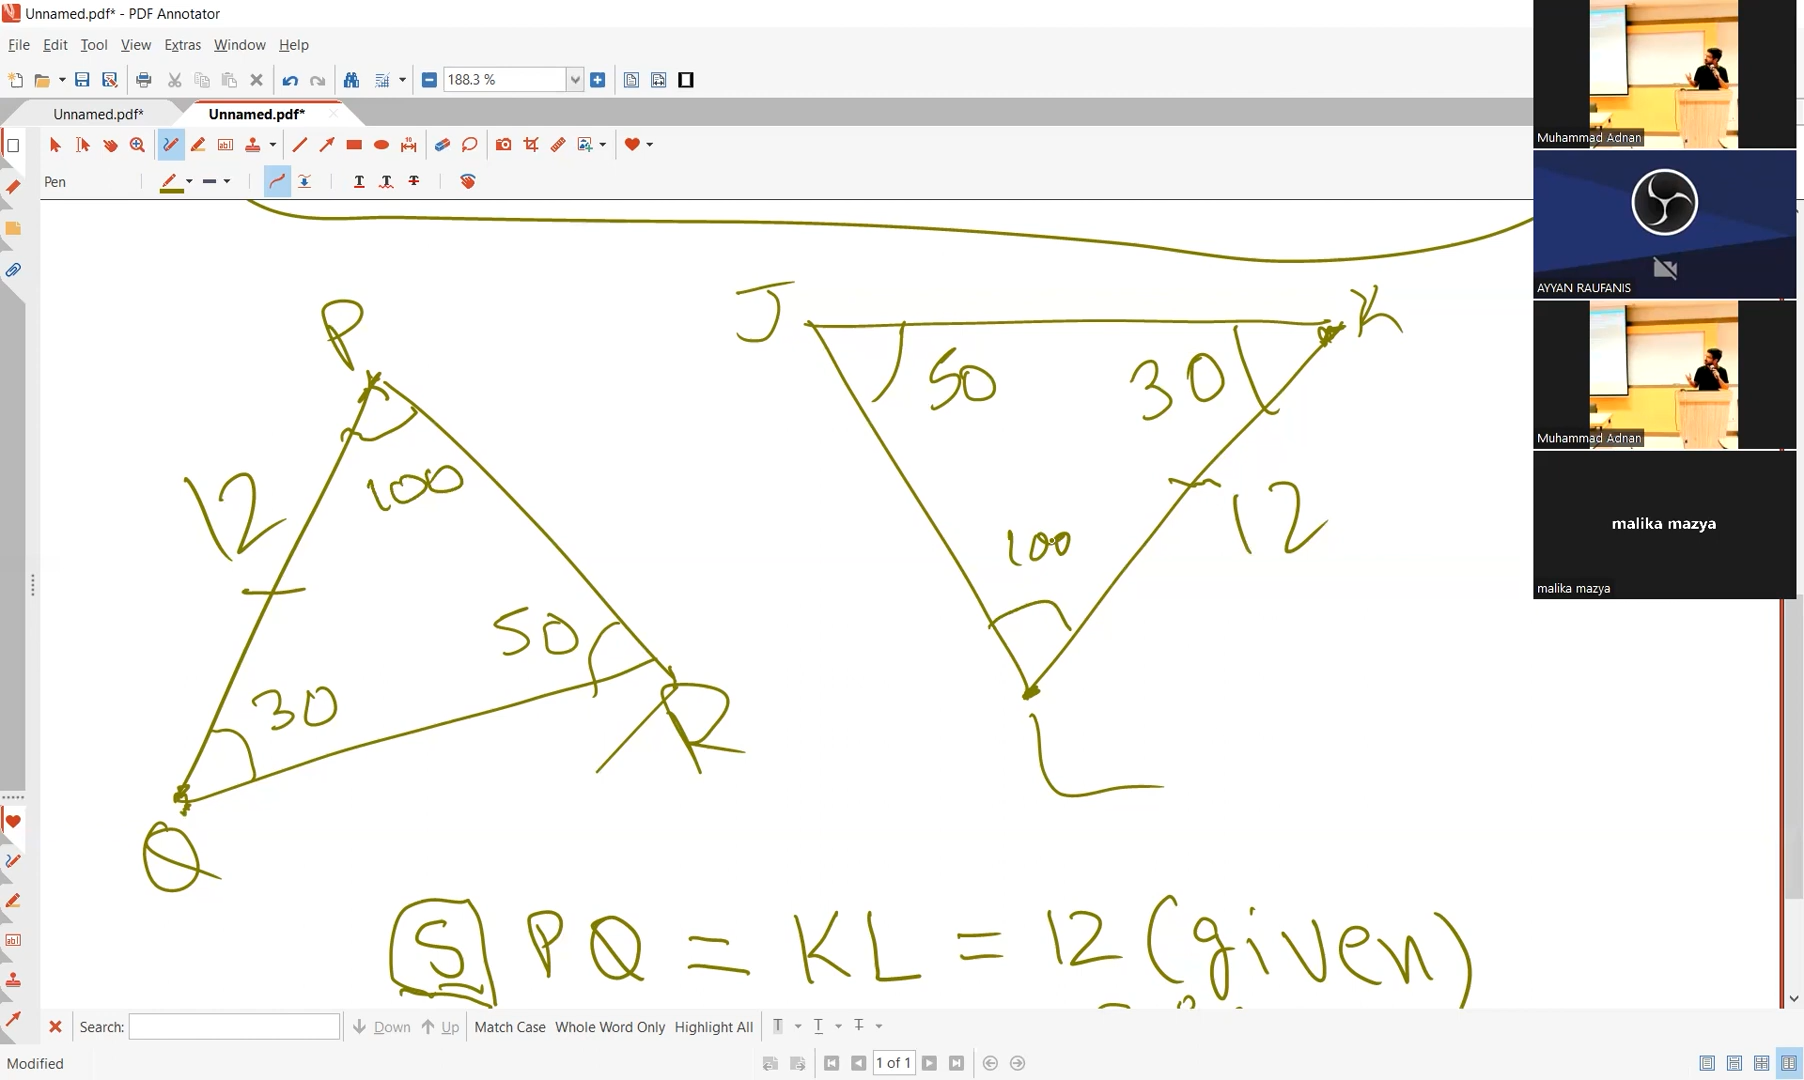 Unnamed.pdf* - PDF Annotator
File Edit Tool View Extras Window Help
188.3 %
Unnamed.pdf* Unnamed.pdf*
Pen
P
J
K
50
30
12
100
12
100
50
30
R
L
Q
S PQ = KL = 12 (given)
Muhammad Adnan
AYYAN RAUFANIS
Muhammad Adnan
malika mazya
malika mazya
Search: Down Up Match Case Whole Word Only Highlight All
Modified
1 of 1